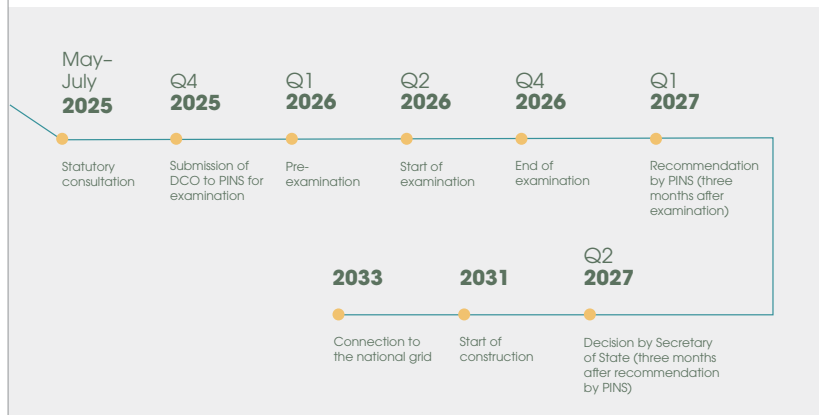 May–
July
2025
Statutory
consultation
Q4
2025
Submission of
DCO to PINS for
examination
Q1
2026
Pre-
examination
Q2
2026
Start of
examination
Q4
2026
End of
examination
Q1
2027
Recommendation
by PINS (three
months after
examination)
Q2
2027
Decision by Secretary
of State (three months
after recommendation
by PINS)
2031
Start of
construction
2033
Connection to
the national grid